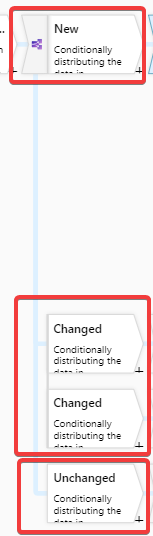 New
Conditionally
distributing the
data in
Changed
Conditionally
distributing the
data in
Changed
Conditionally
distributing the
data in
Unchanged
Conditionally
distributing the
data in